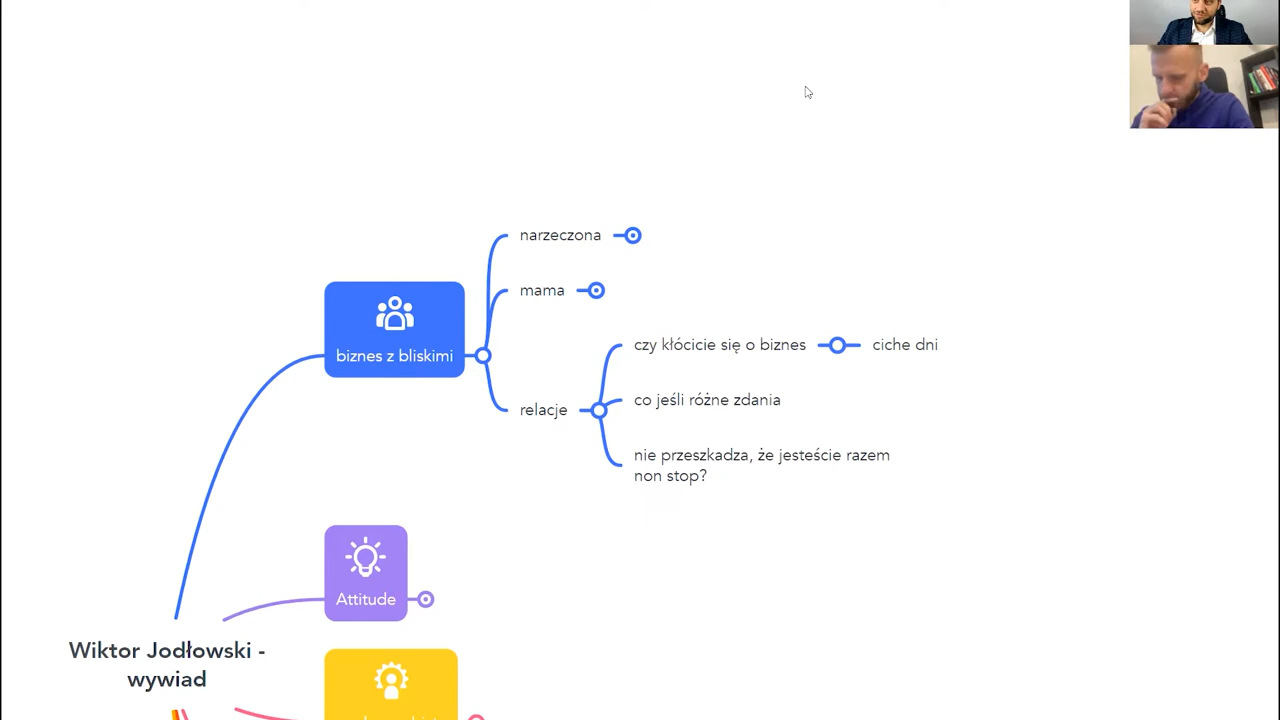 narzeczona
mama
biznes z bliskimi
czy kłócicie się o biznes
ciche dni
relacje
co jeśli różne zdania
nie przeszkadza, że jesteście razem
non stop?
Attitude
Wiktor Jodłowski -
wywiad